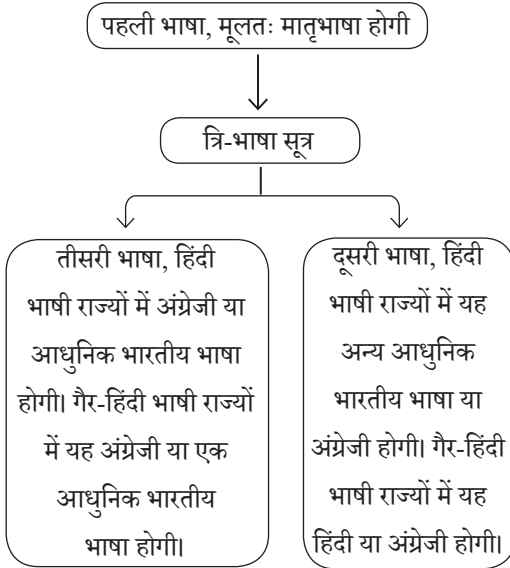 पहली भाषा, मूलतः मातृभाषा होगी
त्रि-भाषा सूत्र
तीसरी भाषा, हिंदी
भाषी राज्यों में अंग्रेजी या
आधुनिक भारतीय भाषा
होगी। गैर-हिंदी भाषी राज्यों
में यह अंग्रेजी या एक
आधुनिक भारतीय
भाषा होगी।
दूसरी भाषा, हिंदी
भाषी राज्यों में यह
अन्य आधुनिक
भारतीय भाषा या
अंग्रेजी होगी। गैर-हिंदी
भाषी राज्यों में यह
हिंदी या अंग्रेजी होगी।